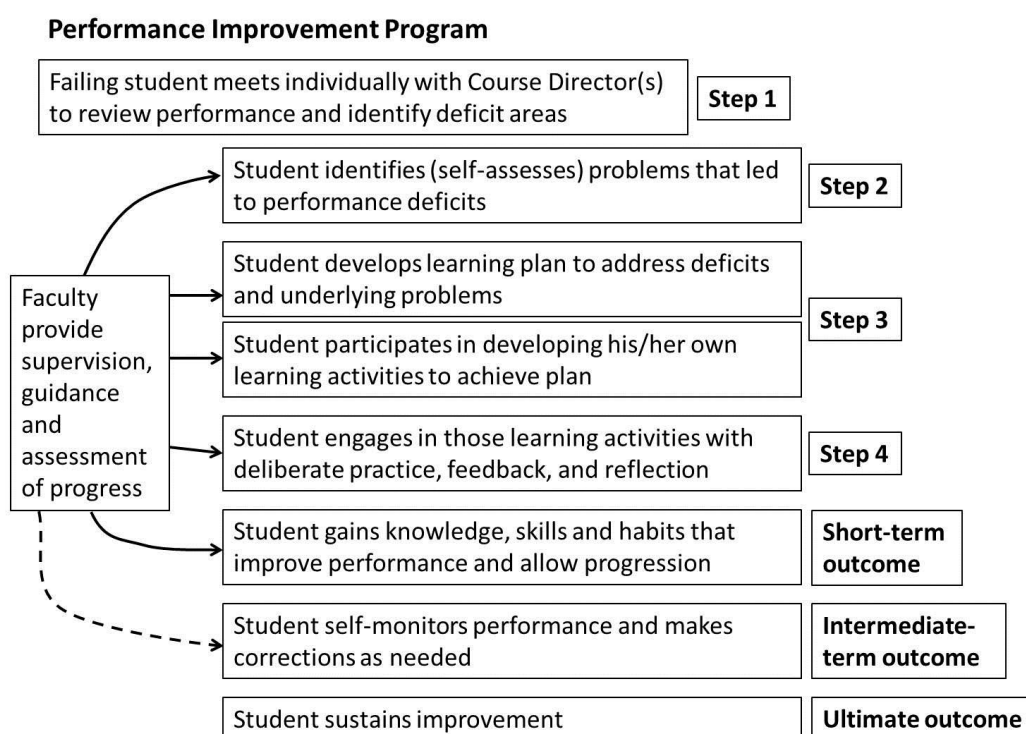 Performance Improvement Program
Failing student meets individually with Course Director(s)
to review performance and identify deficit areas
Step 1
Student identifies (self-assesses) problems that led
to performance deficits
Step 2
Faculty
provide
supervision,
guidance
and
assessment
of progress
Student develops learning plan to address deficits
and underlying problems
Student participates in developing his/her own
learning activities to achieve plan
Step 3
Student engages in those learning activities with
deliberate practice, feedback, and reflection
Step 4
Student gains knowledge, skills and habits that
improve performance and allow progression
Short-term
outcome
Student self-monitors performance and makes
corrections as needed
Intermediate-
term outcome
Student sustains improvement
Ultimate outcome